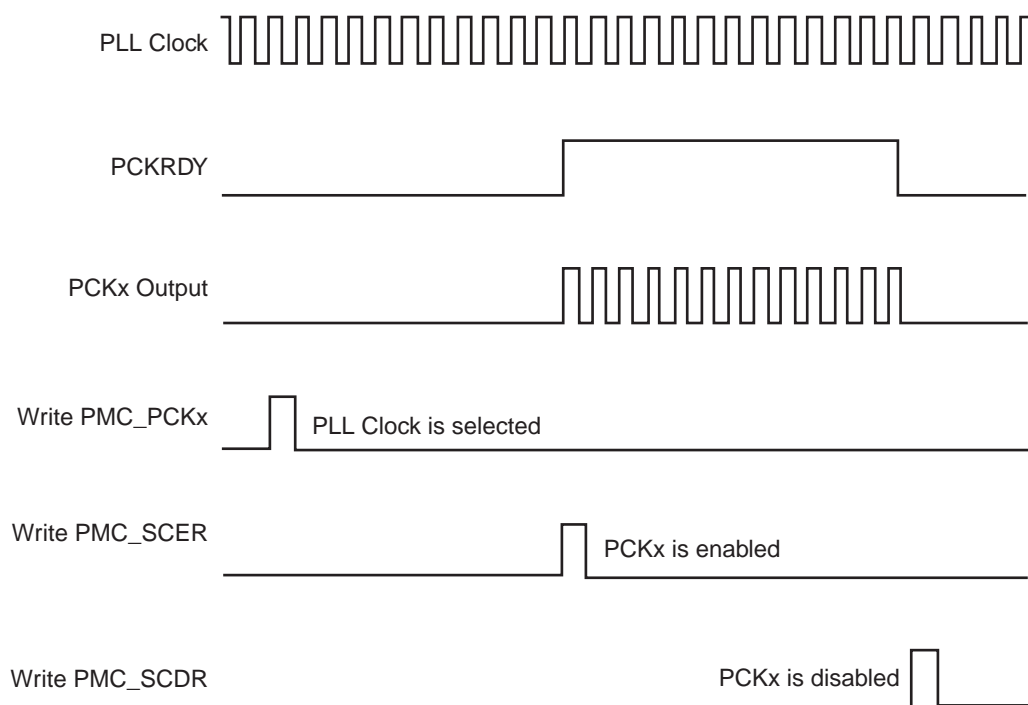 PLL Clock
PCKRDY
PCKx Output
Write PMC_PCKx
PLL Clock is selected
Write PMC_SCER
PCKx is enabled
Write PMC_SCDR
PCKx is disabled